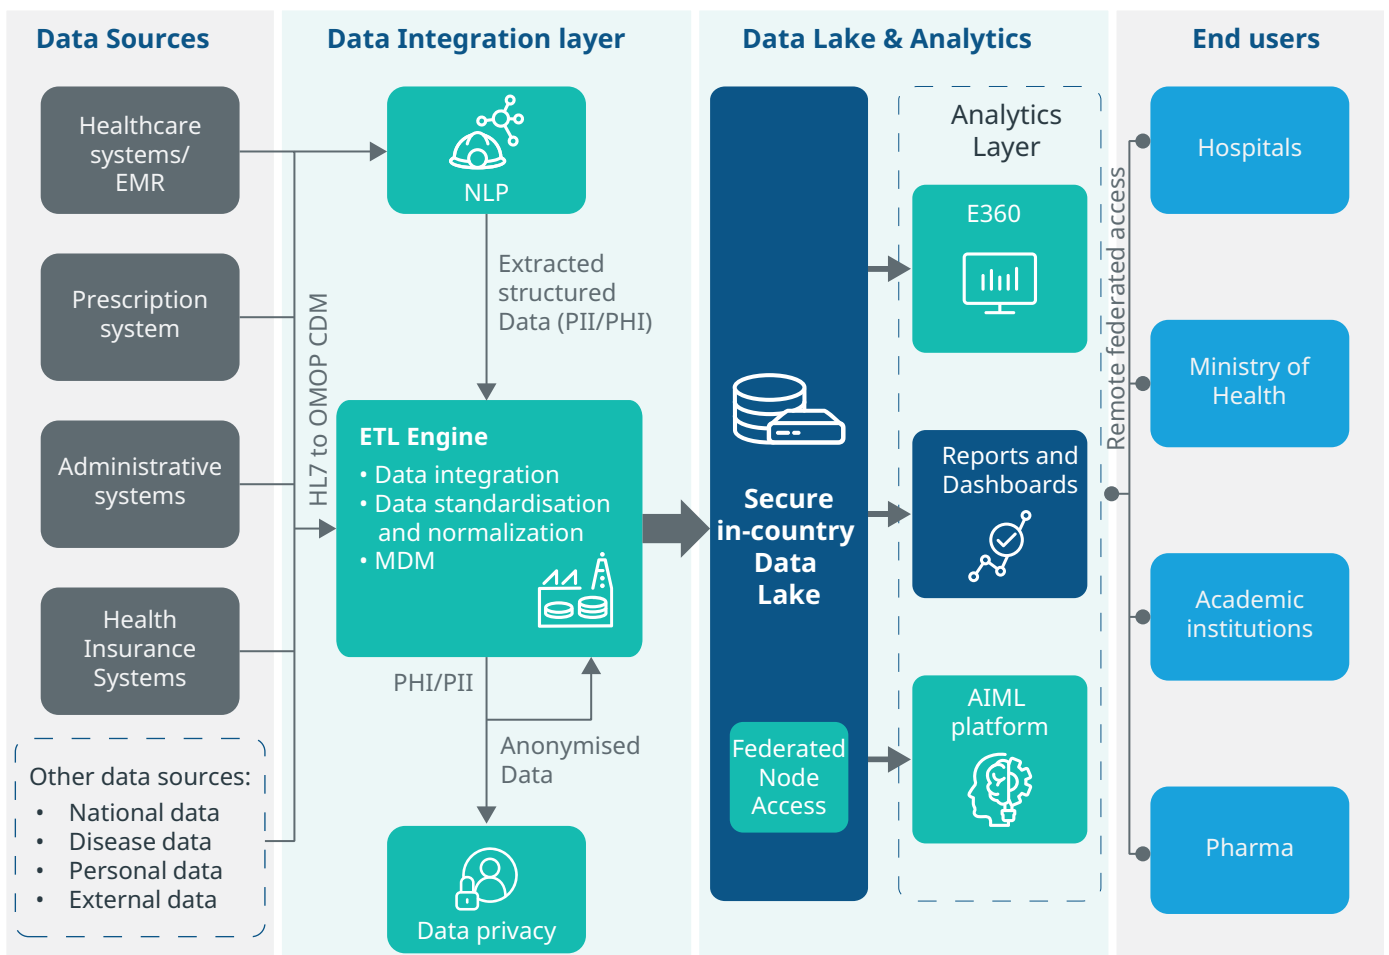 Data Sources
Healthcare
systems/
EMR
Prescription
system
Administrative
systems
Health
Insurance
Systems
Other data sources:
• National data
• Disease data
• Personal data
• External data
HL7 to OMOP CDM
Data Integration layer
NLP
Extracted
structured
Data (PII/PHI)
ETL Engine
• Data integration
• Data standardisation
and normalization
• MDM
PHI/PII
Anonymised
Data
Data privacy
Data Lake & Analytics
Secure
in-country
Data
Lake
Federated
Node
Access
Analytics
Layer
E360
Reports and
Dashboards
AIML
platform
Remote federated access
End users
Hospitals
Ministry of
Health
Academic
institutions
Pharma